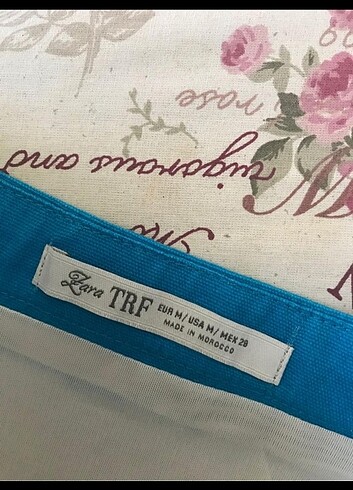 rose
vigorous and
Zara TRF
EUR M / USA M / MEX 28
MADE IN MOROCCO